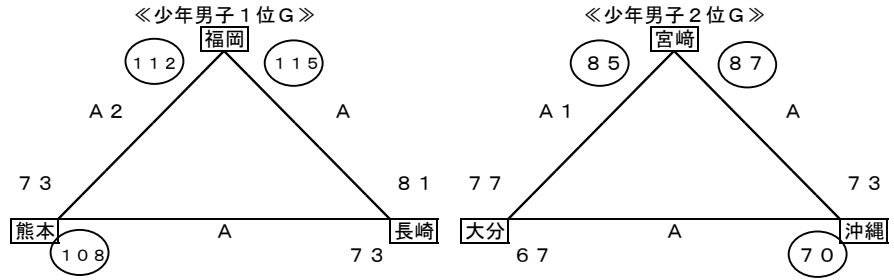 ≪少年男子１位Ｇ≫ ≪少年男子２位Ｇ≫
福岡 宮﨑
１１２ １１５ ８５ ８７
Ａ２ Ａ Ａ１ Ａ
７３ ８１ ７７ ７３
熊本 Ａ 長崎 大分 Ａ 沖縄
１０８ ７３ ６７ ７０